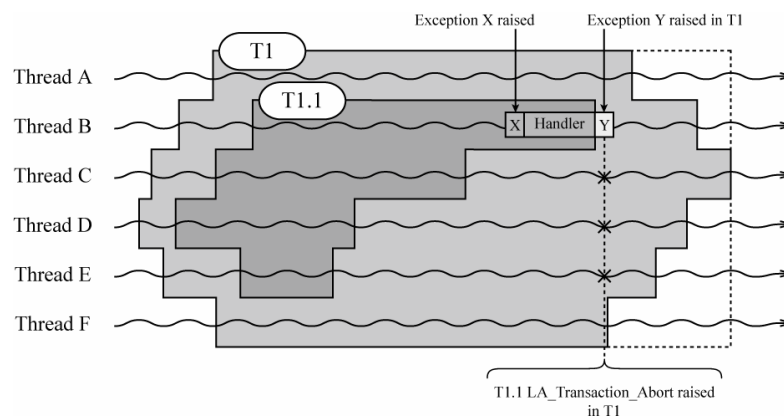 Exception X raised
Exception Y raised in T1
T1
Thread A
T1.1
Thread B
X
Handler
Y
Thread C
Thread D
Thread E
Thread F
T1.1 LA_Transaction_Abort raised
in T1